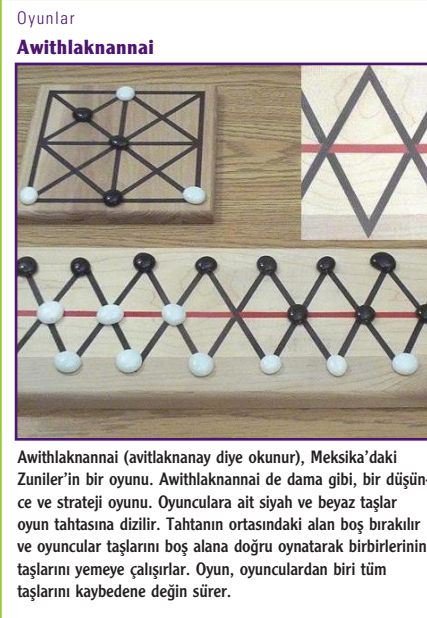 Oyunlar
Awithlaknannai
Awithlaknannai (avitlaknanay diye okunur), Meksika'daki
Zuniler'in bir oyunu. Awithlaknannai de dama gibi, bir düşün-
ce ve strateji oyunu. Oyunculara ait siyah ve beyaz taşlar
oyun tahtasına dizilir. Tahtanın ortasındaki alan boş bırakılır
ve oyuncular taşlarını boş alana doğru oynatarak birbirlerinin
taşlarını yemeye çalışırlar. Oyun, oyunculardan biri tüm
taşlarını kaybedene değin sürer.